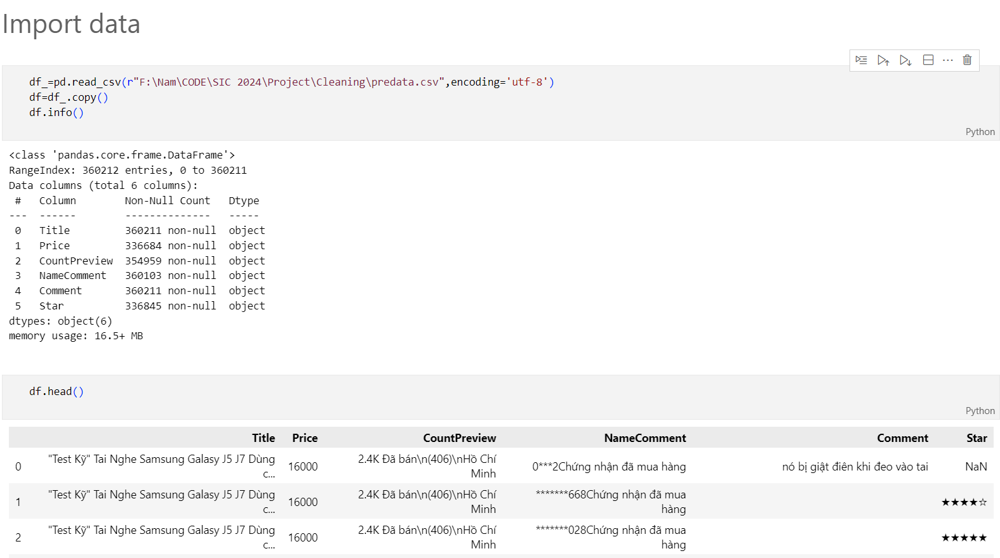 Import data
df_=pd.read_csv(r"F:\Nam\CODE\SIC 2024\Project\Cleaning\predata.csv",encoding='utf-8')
df=df_.copy()
df.info()
Python
<class 'pandas.core.frame.DataFrame'>
RangeIndex: 360212 entries, 0 to 360211
Data columns (total 6 columns):
# Column Non-Null Count Dtype
--- ------ -------------- -----
0 Title 360211 non-null object
1 Price 336684 non-null object
2 CountPreview 354959 non-null object
3 NameComment 360103 non-null object
4 Comment 360211 non-null object
5 Star 336845 non-null object
dtypes: object(6)
memory usage: 16.5+ MB
df.head()
Python
Title Price CountPreview NameComment Comment Star
0 "Test Kỹ" Tai Nghe Samsung Galasy J5 J7 Dùng c... 16000 2.4K Đã bán\n(406)\nHồ Chí Minh 0***2Chứng nhận đã mua hàng nó bị giật điên khi đeo vào tai NaN
1 "Test Kỹ" Tai Nghe Samsung Galasy J5 J7 Dùng c... 16000 2.4K Đã bán\n(406)\nHồ Chí Minh *******668Chứng nhận đã mua hàng ★★★★☆
2 "Test Kỹ" Tai Nghe Samsung Galasy J5 J7 Dùng c... 16000 2.4K Đã bán\n(406)\nHồ Chí Minh *******028Chứng nhận đã mua hàng ★★★★★